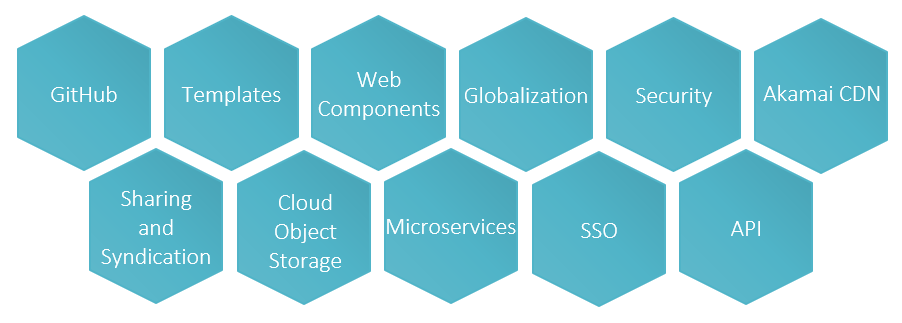 GitHub
Templates
Web
Components
Globalization
Security
Akamai CDN
Sharing
and
Syndication
Cloud
Object
Storage
Microservices
SSO
API